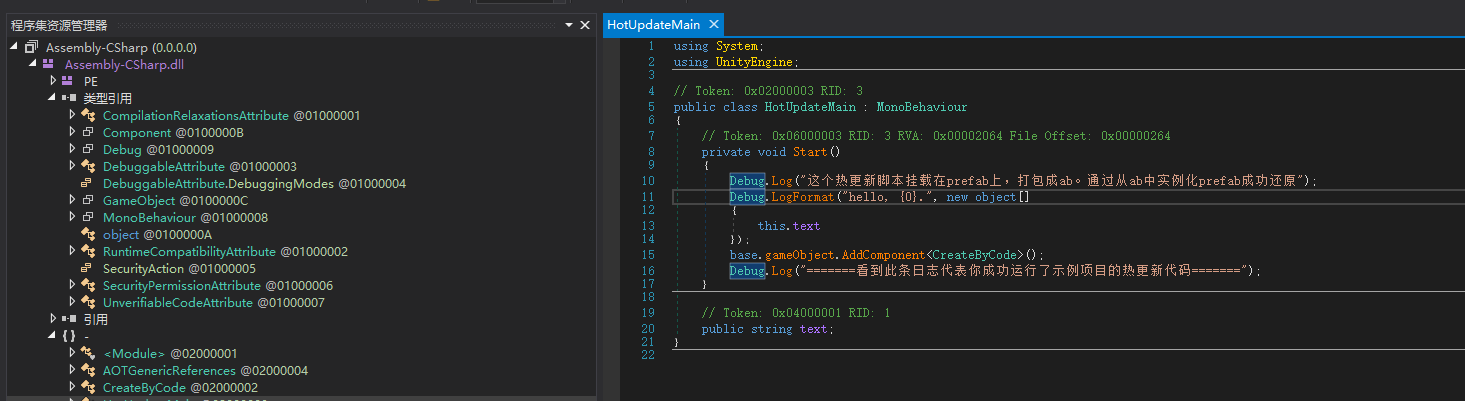 程序集资源管理器
Assembly-CSharp (0.0.0.0)
Assembly-CSharp.dll
PE
类型引用
CompilationRelaxationsAttribute @01000001
Component @0100000B
Debug @01000009
DebuggableAttribute @01000003
DebuggableAttribute.DebuggingModes @01000004
GameObject @0100000C
MonoBehaviour @01000008
object @0100000A
RuntimeCompatibilityAttribute @01000002
SecurityAction @01000005
SecurityPermissionAttribute @01000006
UnverifiableCodeAttribute @01000007
引用
{ } -
<Module> @02000001
AOTGenericReferences @02000004
CreateByCode @02000002
HotUpdateMain
1 using System;
2 using UnityEngine;
3
4 // Token: 0x02000003 RID: 3
5 public class HotUpdateMain : MonoBehaviour
6 {
7 // Token: 0x06000003 RID: 3 RVA: 0x00002064 File Offset: 0x00000264
8 private void Start()
9 {
10 Debug.Log("这个热更新脚本挂载在prefab上，打包成ab。通过从ab中实例化prefab成功还原");
11 Debug.LogFormat("hello, {0}.", new object[]
12 {
13 this.text
14 });
15 base.gameObject.AddComponent<CreateByCode>();
16 Debug.Log("=======看到此条日志代表你成功运行了示例项目的热更新代码=======");
17 }
18
19 // Token: 0x04000001 RID: 1
20 public string text;
21 }
22